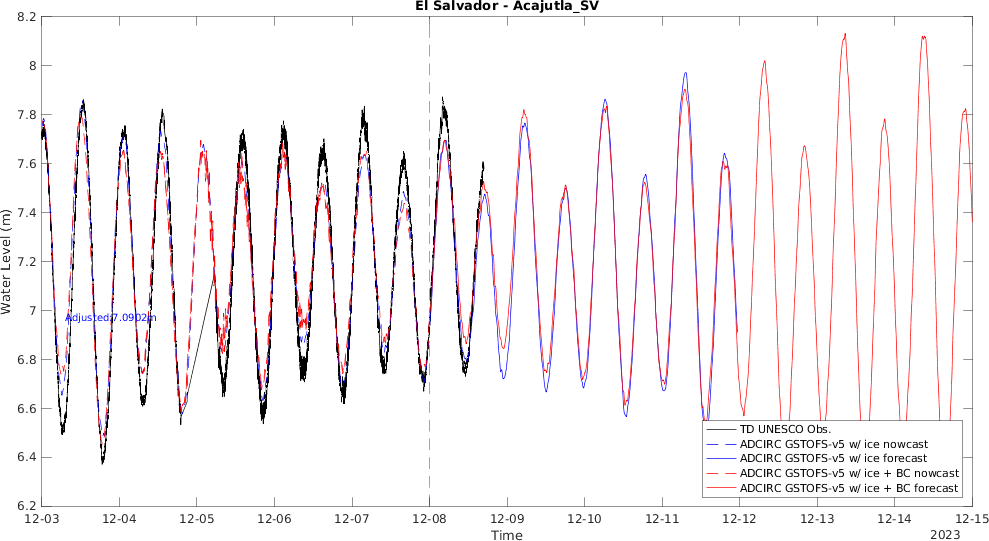 El Salvador - Acajutla_SV
8.2
8
7.8
7.6
7.4
7.2
7
6.8
6.6
6.4
6.2
Water Level (m)
Adjusted:7.0902m
TD UNESCO Obs.
ADCIRC GSTOFS-v5 w/ ice nowcast
ADCIRC GSTOFS-v5 w/ ice forecast
ADCIRC GSTOFS-v5 w/ ice + BC nowcast
ADCIRC GSTOFS-v5 w/ ice + BC forecast
12-03 12-04 12-05 12-06 12-07 12-08 12-09 12-10 12-11 12-12 12-13 12-14 12-15
Time
2023